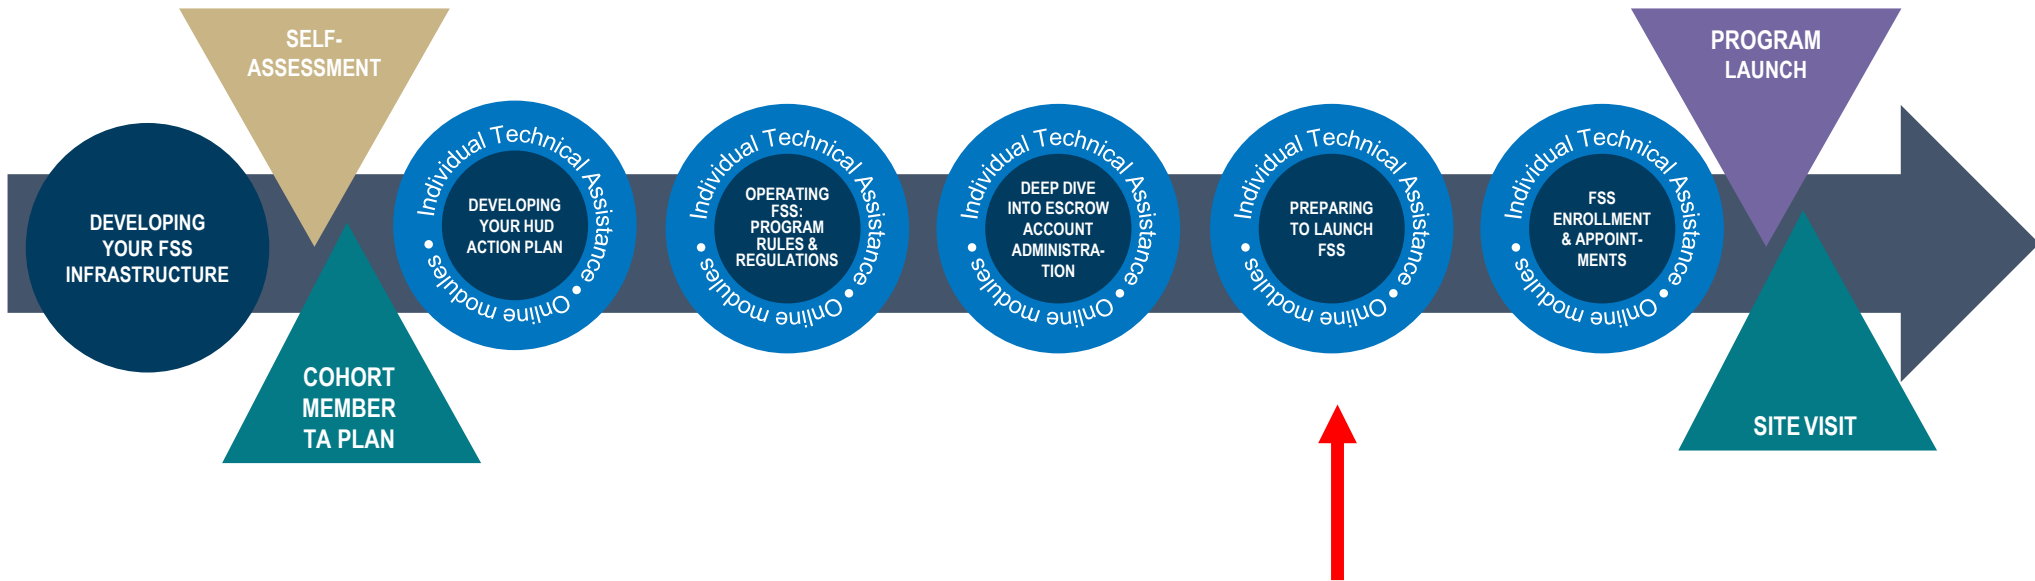 DEVELOPING
YOUR FSS
INFRASTRUCTURE
SELF-
ASSESSMENT
COHORT
MEMBER
TA PLAN
Individual Technical Assistance • Online modules •
DEVELOPING
YOUR HUD
ACTION PLAN
Individual Technical Assistance • Online modules •
OPERATING
FSS:
PROGRAM
RULES &
REGULATIONS
Individual Technical Assistance • Online modules •
DEEP DIVE
INTO ESCROW
ACCOUNT
ADMINISTRA-
TION
Individual Technical Assistance • Online modules •
PREPARING
TO LAUNCH
FSS
Individual Technical Assistance • Online modules •
FSS
ENROLLMENT
& APPOINT-
MENTS
PROGRAM
LAUNCH
SITE VISIT